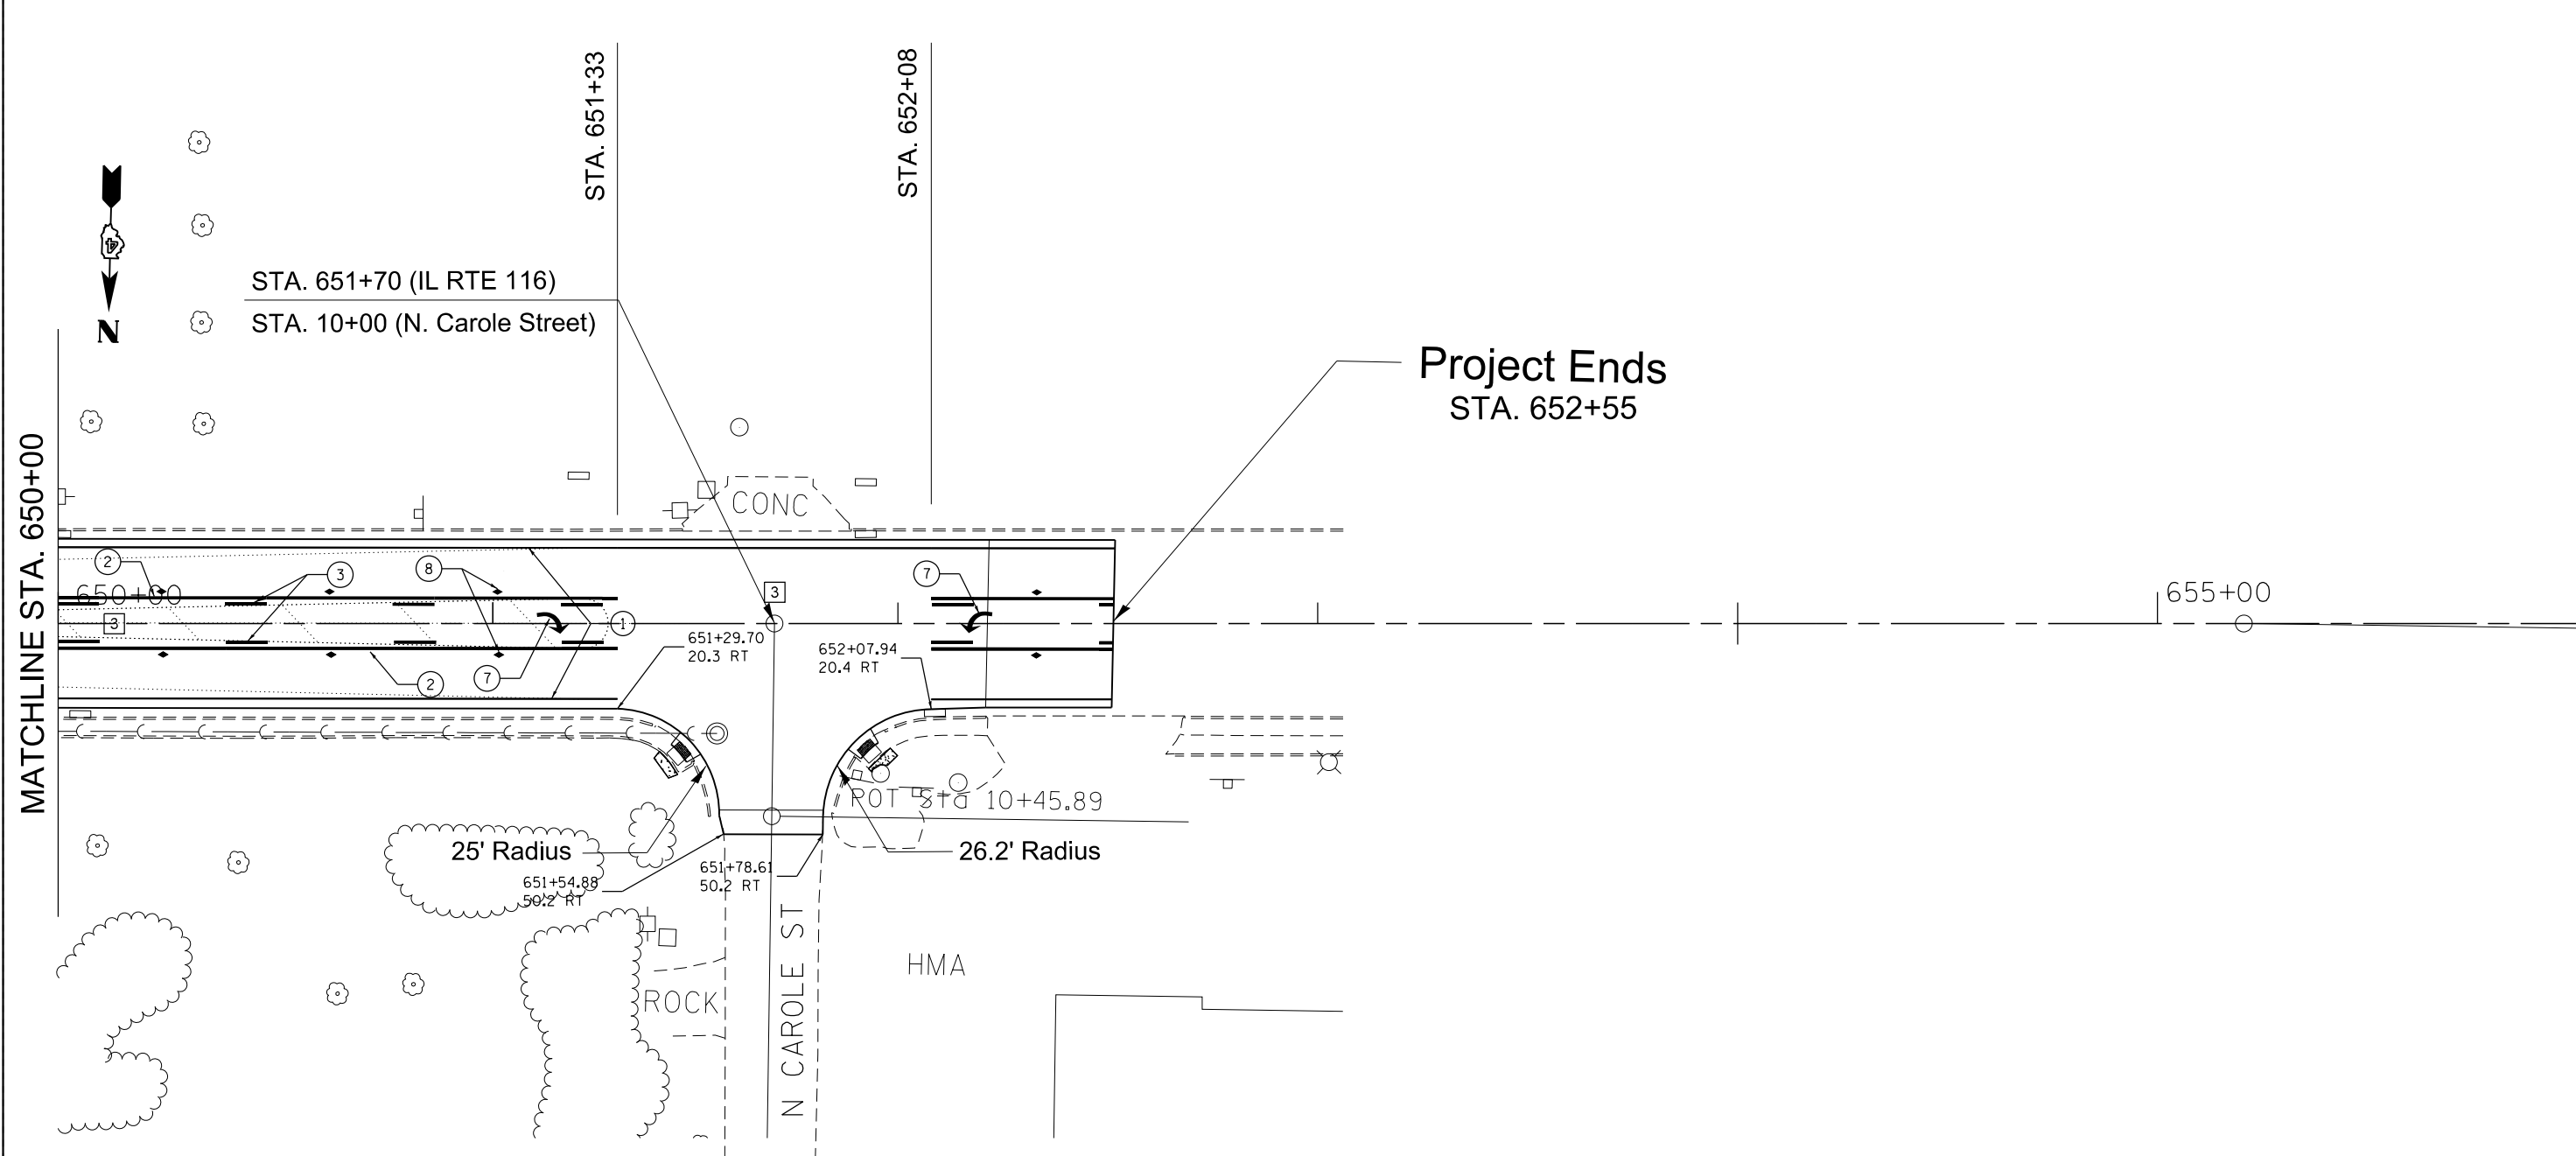 STA. 651+33
STA. 652+08
STA. 651+70 (IL RTE 116)
STA. 10+00 (N. Carole Street)
N
Project Ends
STA. 652+55
MATCHLINE STA. 650+00
CONC
2
3
8
7
650+00
3
3
1
655+00
651+29.70
20.3 RT
652+07.94
20.4 RT
2
7
POT Sta 10+45.89
25' Radius
26.2' Radius
651+54.88
50.2 RT
651+78.61
50.2 RT
N CAROLE ST
HMA
ROCK